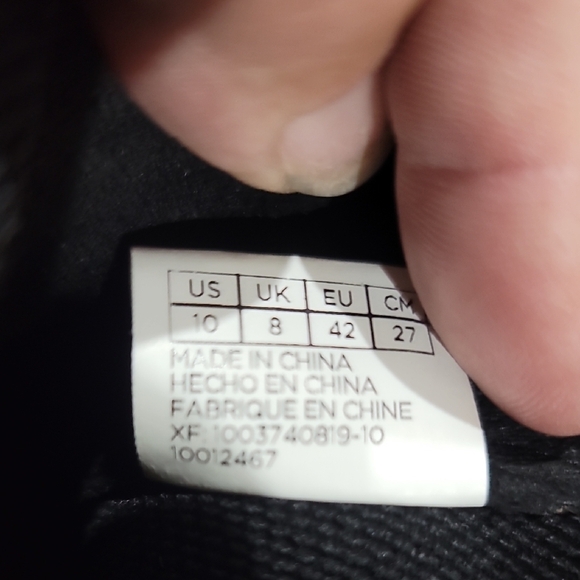 US UK EU CM
10 8 42 27
MADE IN CHINA
HECHO EN CHINA
FABRIQUE EN CHINE
XF: 1003740819-10
10012467